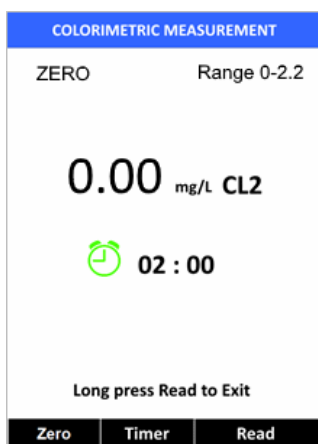 COLORIMETRIC MEASUREMENT
ZERO Range 0-2.2
0.00 mg/L CL2
02 : 00
Long press Read to Exit
Zero Timer Read